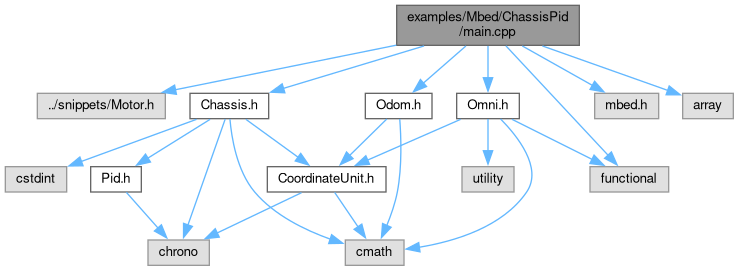 examples/Mbed/ChassisPid
/main.cpp
../snippets/Motor.h
Chassis.h
Odom.h
Omni.h
mbed.h
array
cstdint
Pid.h
CoordinateUnit.h
utility
functional
chrono
cmath